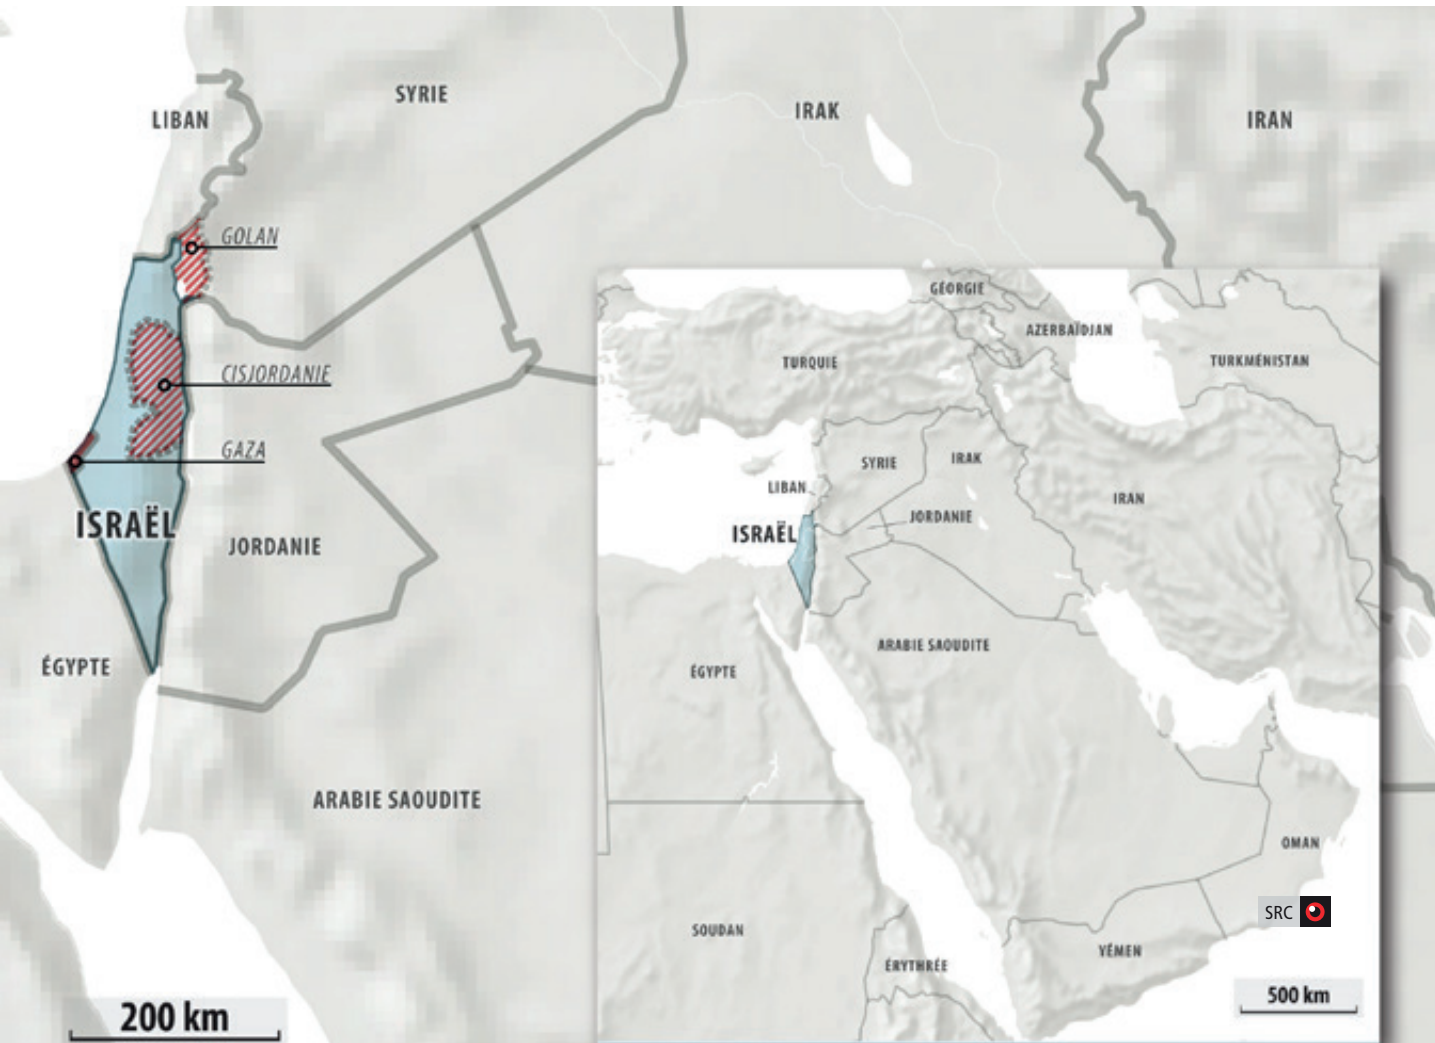 LIBAN
SYRIE
IRAK
IRAN
GOLAN
CISJORDANIE
GAZA
ISRAËL
JORDANIE
ÉGYPTE
ARABIE SAOUDITE
200 km
GÉORGIE
AZERBAÏDJAN
TURQUIE
TURKMÉNISTAN
SYRIE
IRAK
LIBAN
IRAN
JORDANIE
ISRAËL
ARABIE SAOUDITE
ÉGYPTE
OMAN
SRC
SOUDAN
YÉMEN
ÉRYTHRÉE
500 km